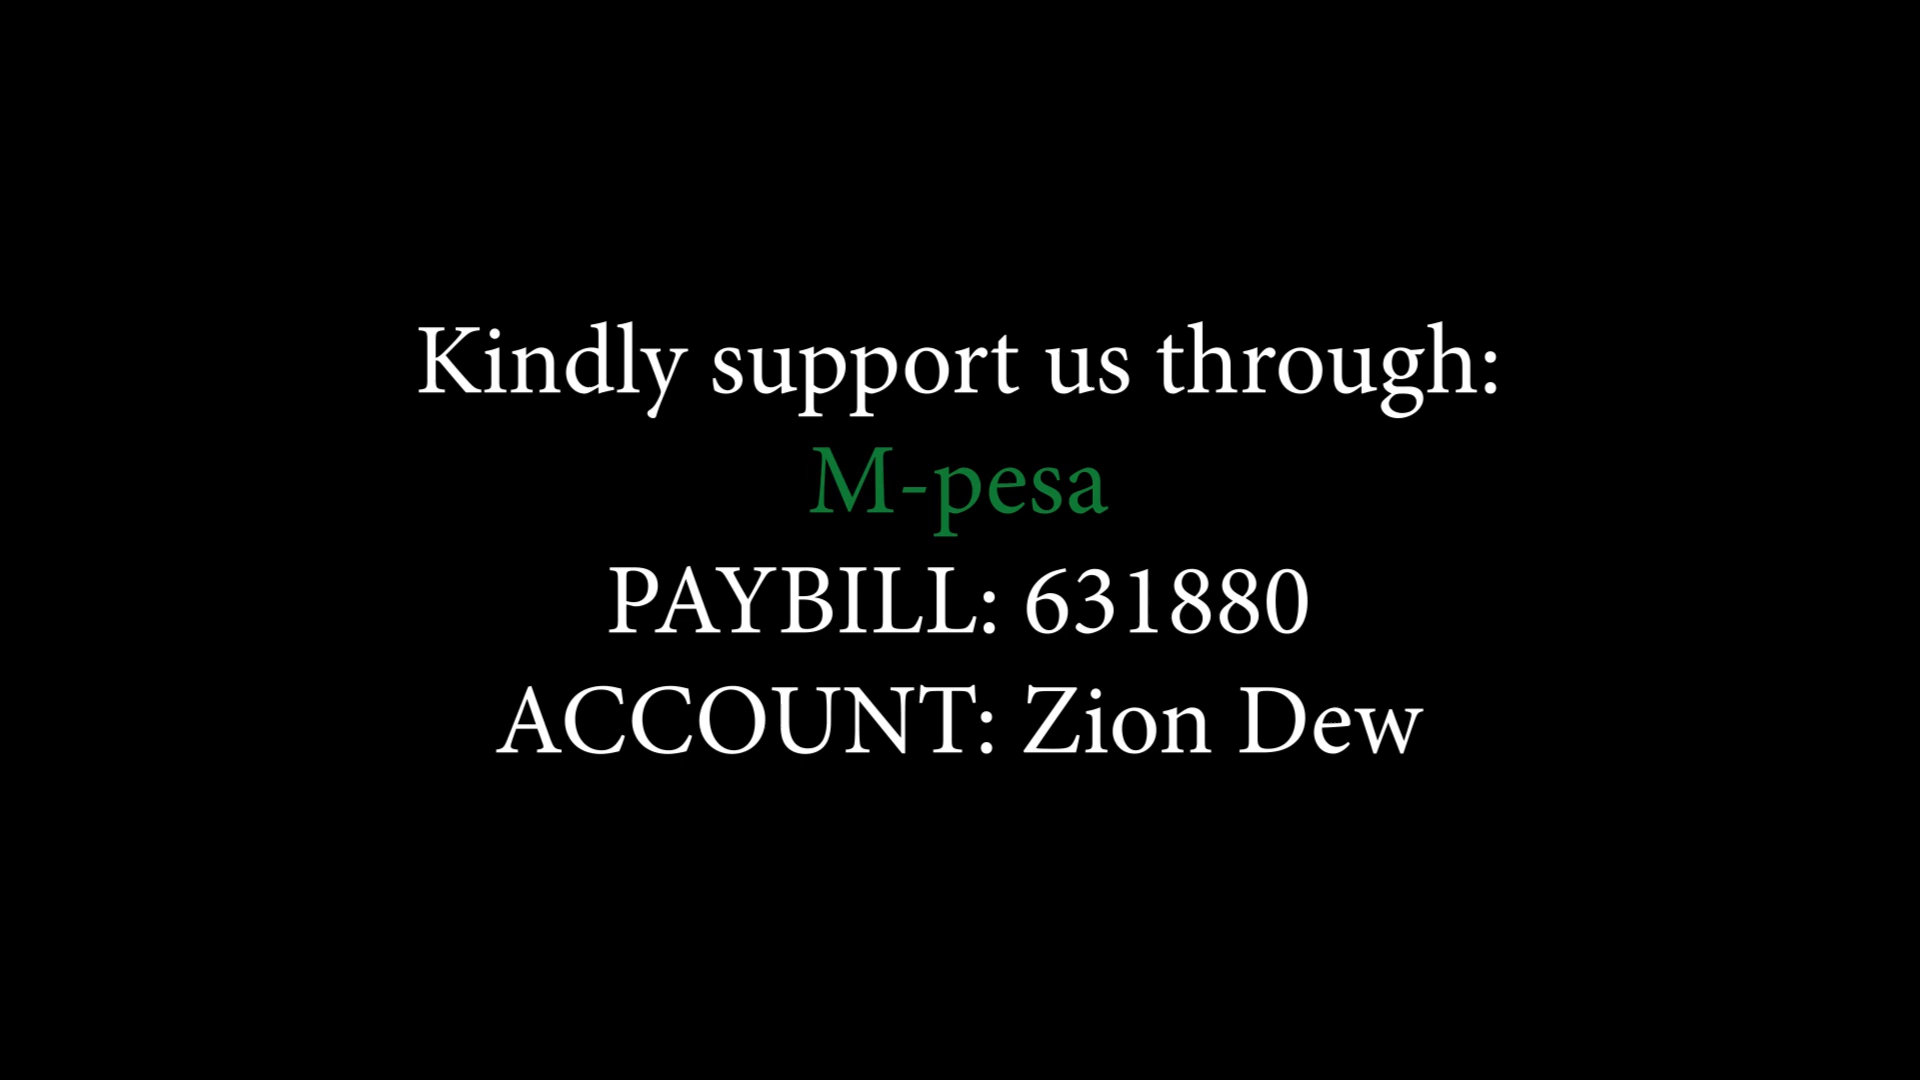 Kindly support us through:
M-pesa
PAYBILL: 631880
ACCOUNT: Zion Dew